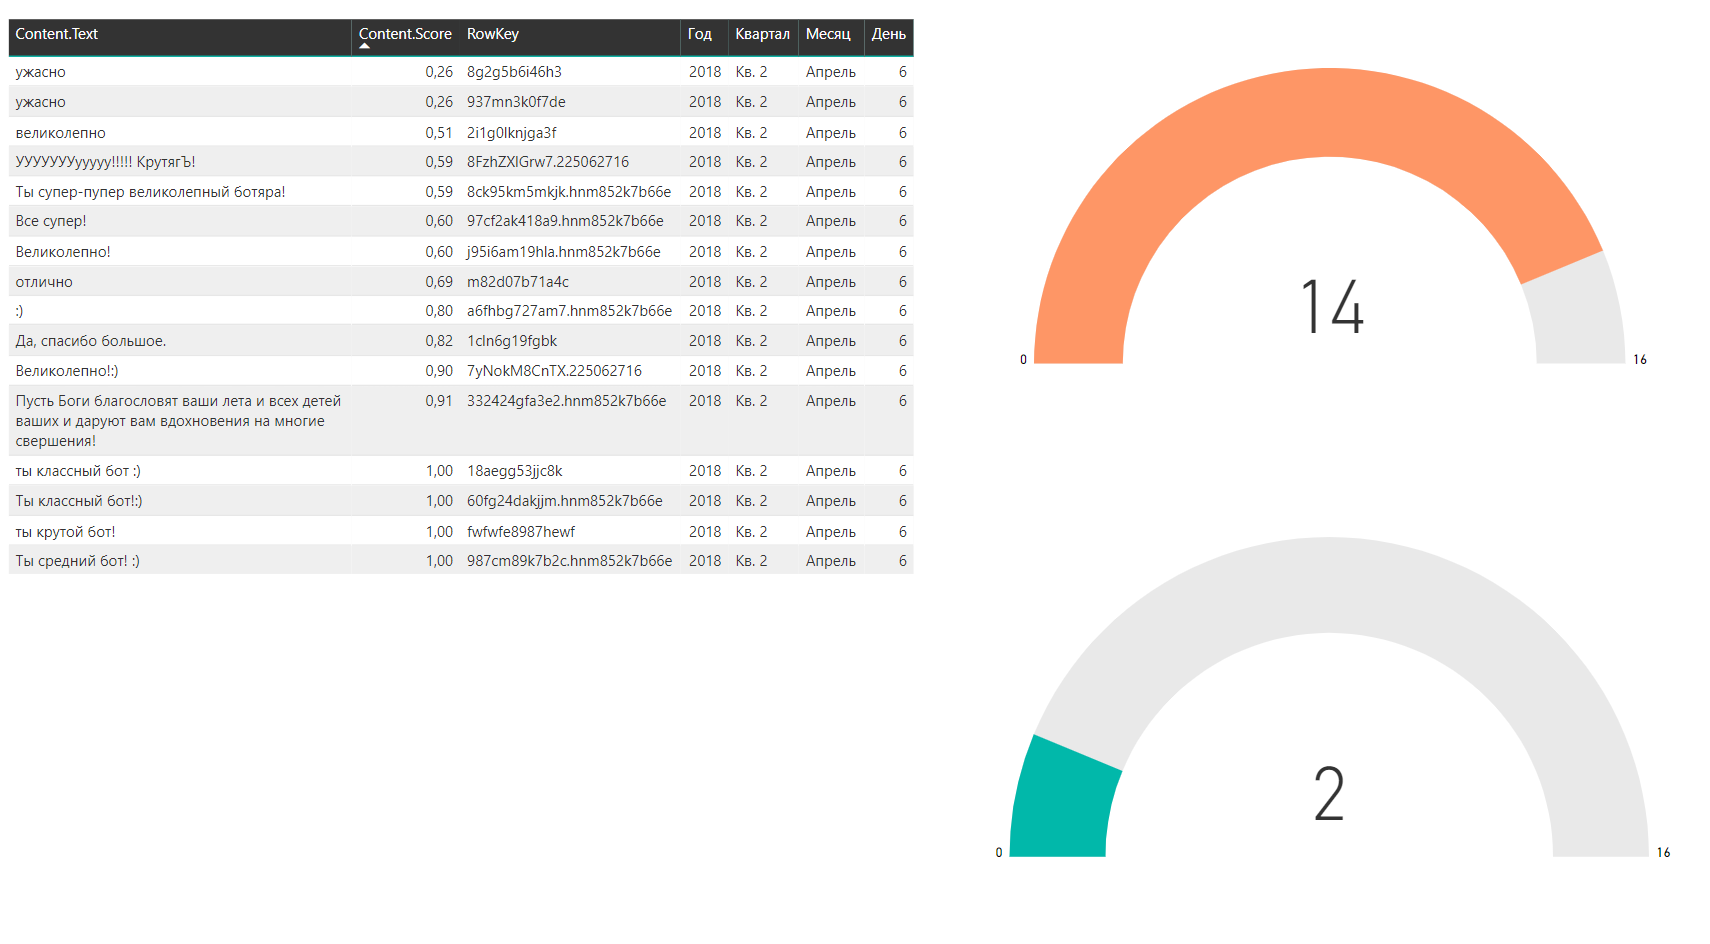 Content.Text Content.Score RowKey Год Квартал Месяц День
ужасно 0,26 8g2g5b6i46h3 2018 Кв. 2 Апрель 6
ужасно 0,26 937mn3k0f7de 2018 Кв. 2 Апрель 6
великолепно 0,51 2i1g0lknjga3f 2018 Кв. 2 Апрель 6
УУУУУУУууууу!!!!! КрутягЪ! 0,59 8FzhZXIGrw7.225062716 2018 Кв. 2 Апрель 6
Ты супер-пупер великолепный ботяра! 0,59 8ck95km5mkjk.hnm852k7b66e 2018 Кв. 2 Апрель 6
Все супер! 0,60 97cf2ak418a9.hnm852k7b66e 2018 Кв. 2 Апрель 6
Великолепно! 0,60 j95i6am19hla.hnm852k7b66e 2018 Кв. 2 Апрель 6
отлично 0,69 m82d07b71a4c 2018 Кв. 2 Апрель 6
:) 0,80 a6fhbg727am7.hnm852k7b66e 2018 Кв. 2 Апрель 6
Да, спасибо большое. 0,82 1cln6g19fgbk 2018 Кв. 2 Апрель 6
Великолепно!:) 0,90 7yNokM8CnTX.225062716 2018 Кв. 2 Апрель 6
Пусть Боги благословят ваши лета и всех детей 0,91 332424gfa3e2.hnm852k7b66e 2018 Кв. 2 Апрель 6
ваших и даруют вам вдохновения на многие
свершения!
ты классный бот :) 1,00 18aegg53jjc8k 2018 Кв. 2 Апрель 6
Ты классный бот!:) 1,00 60fg24dakjjm.hnm852k7b66e 2018 Кв. 2 Апрель 6
ты крутой бот! 1,00 fwfwfe8987hewf 2018 Кв. 2 Апрель 6
Ты средний бот! :) 1,00 987cm89k7b2c.hnm852k7b66e 2018 Кв. 2 Апрель 6
14
0 16
2
0 16